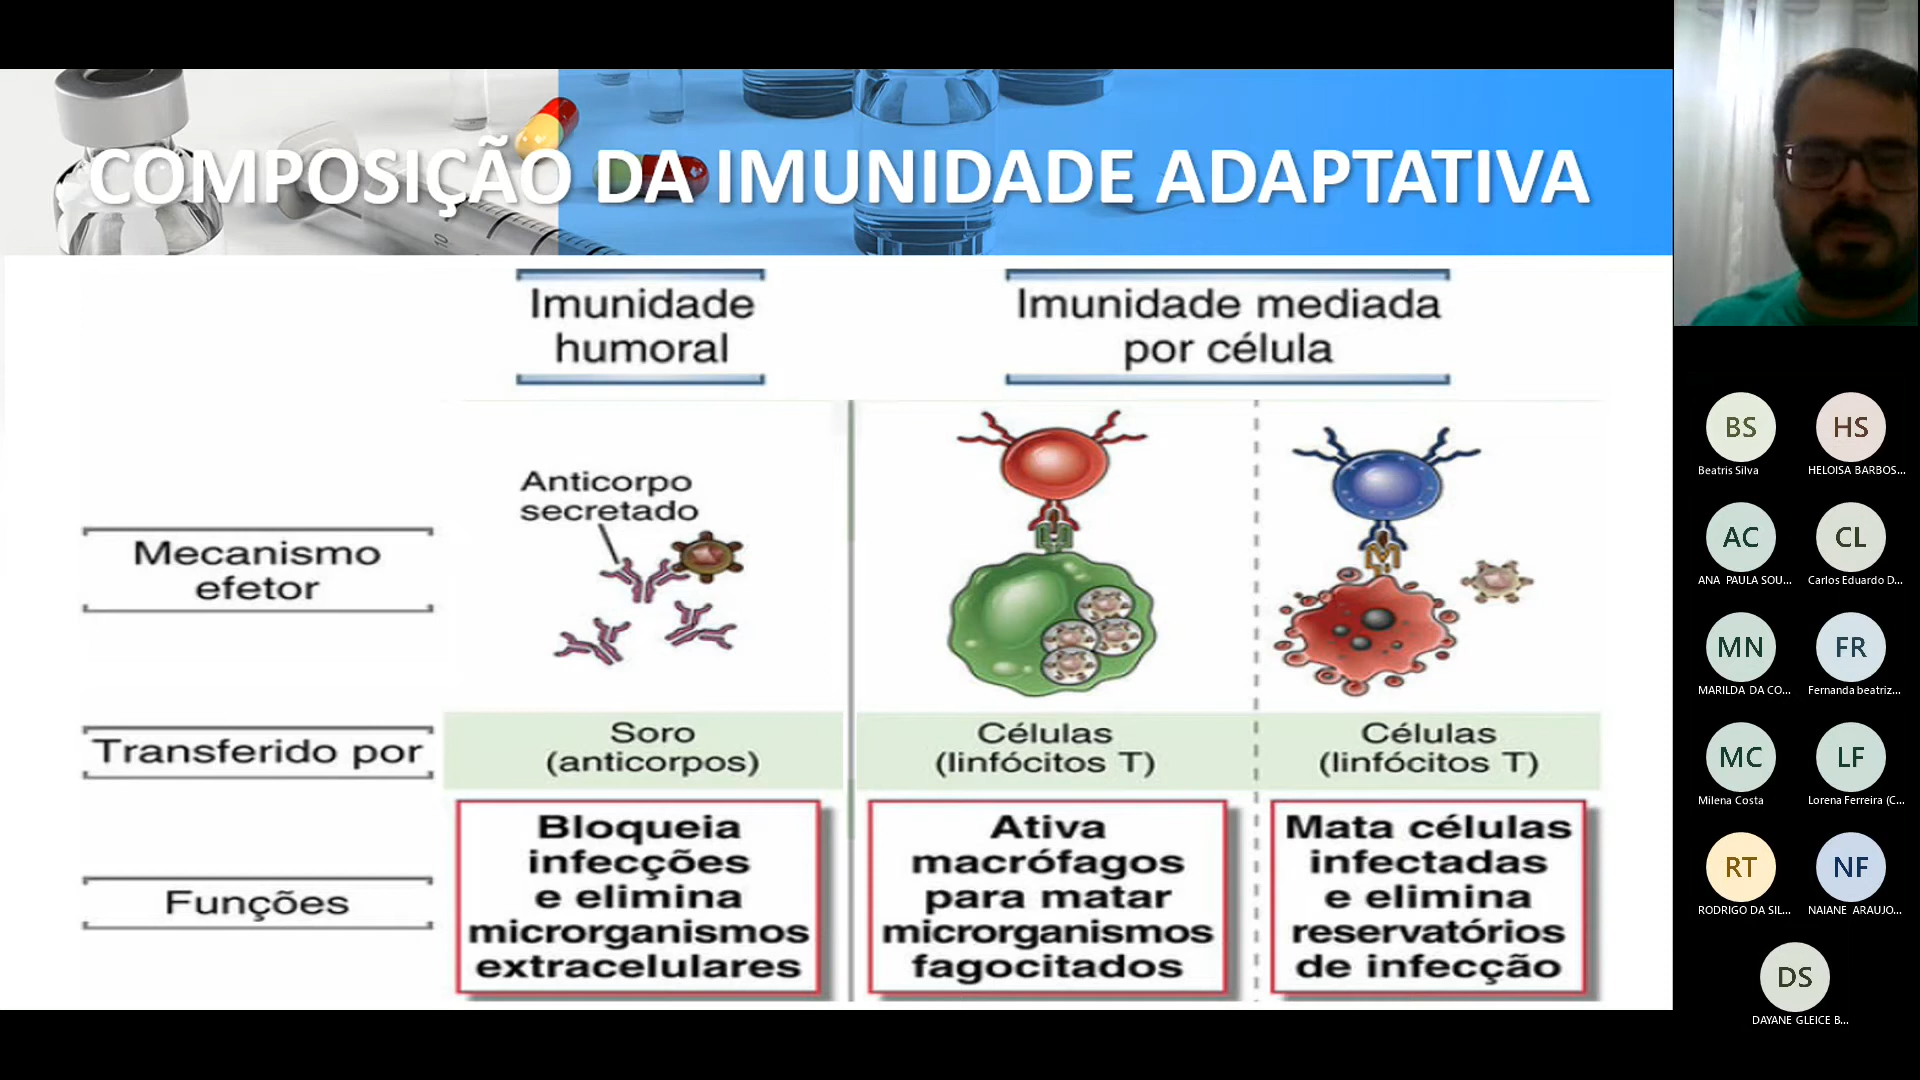 COMPOSIÇÃO DA IMUNIDADE ADAPTATIVA
Imunidade
humoral
Imunidade mediada
por célula
Anticorpo
secretado
Mecanismo
efetor
Transferido por
Soro
(anticorpos)
Células
(linfócitos T)
Células
(linfócitos T)
Funções
Bloqueia
infecções
e elimina
microrganismos
extracelulares
Ativa
macrófagos
para matar
microrganismos
fagocitados
Mata células
infectadas
e elimina
reservatórios
de infecção
10
BS
Beatris Silva
HS
HELOISA BARBOS...
AC
ANA PAULA SOU...
CL
Carlos Eduardo D...
MN
MARILDA DA CO...
FR
Fernanda beatriz...
MC
Milena Costa
LF
Lorena Ferreira (C...
RT
RODRIGO DA SIL...
NF
NAIANE ARAUJO...
DS
DAYANE GLEICE B...